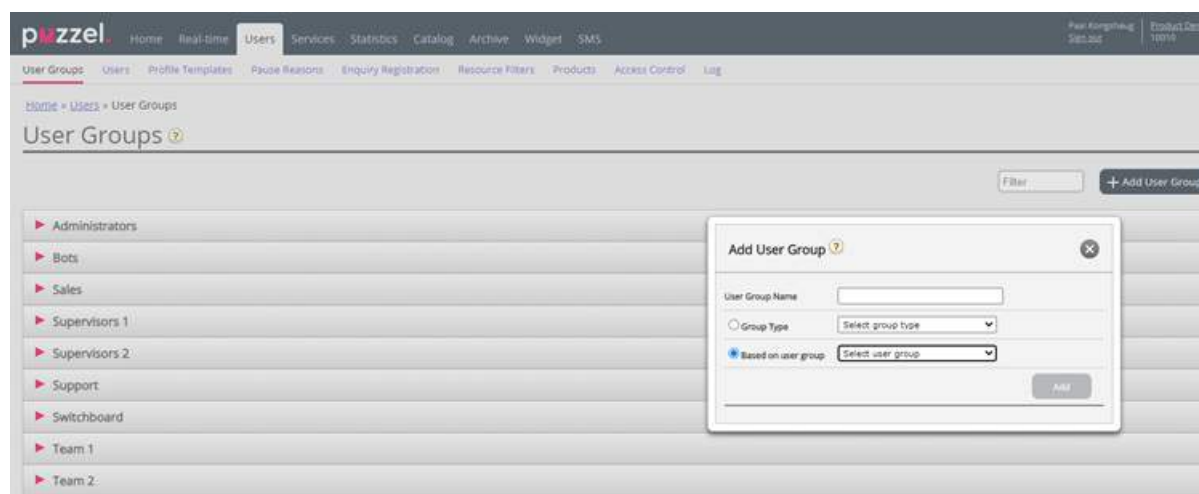 puzzel.
Home Real-time Users Services Statistics Catalog Archive Widget SMS
Sign out
10010
User Groups Users Profile Templates Pause Reasons Enquiry Registration Resource Filters Products Access Control Log
Home » Users » User Groups
User Groups ?
Filter
+ Add User Group
Administrators
Bots
Sales
Supervisors 1
Supervisors 2
Support
Switchboard
Team 1
Team 2
Add User Group ?
User Group Name
Group Type Select group type
Based on user group Select user group
Add